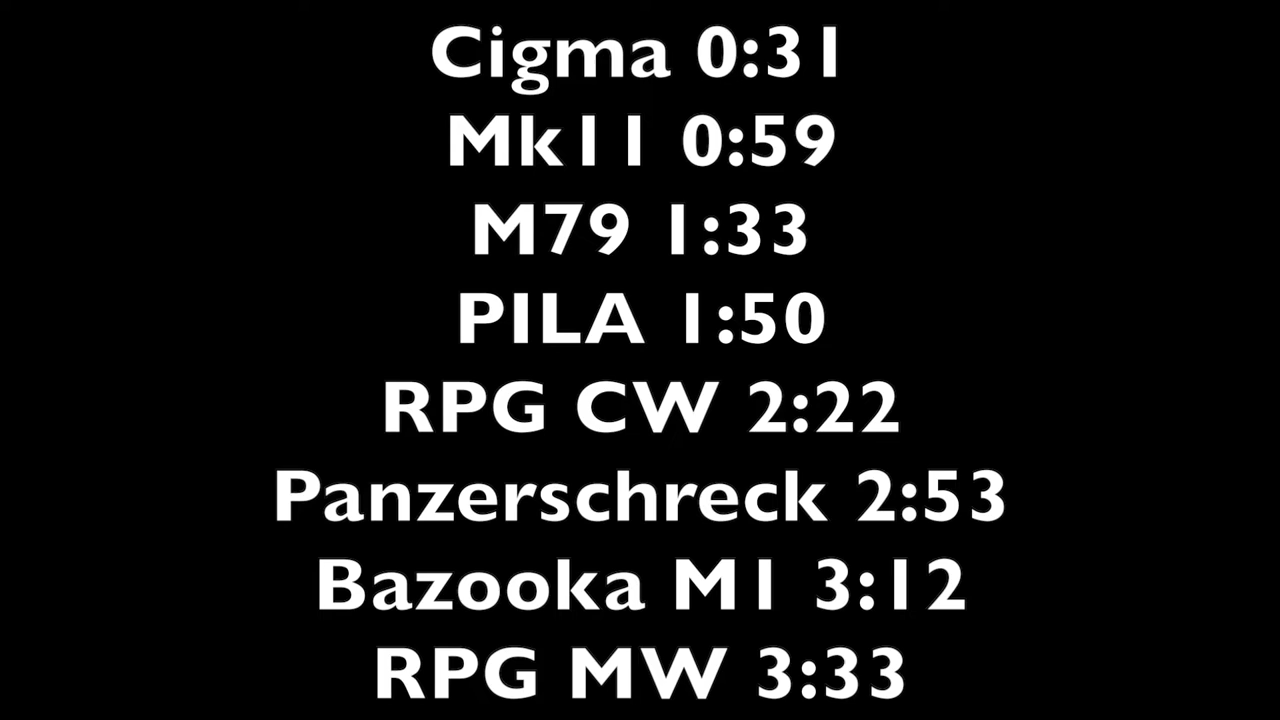 Cigma 0:31
Mk11 0:59
M79 1:33
PILA 1:50
RPG CW 2:22
Panzerschreck 2:53
Bazooka M1 3:12
RPG MW 3:33